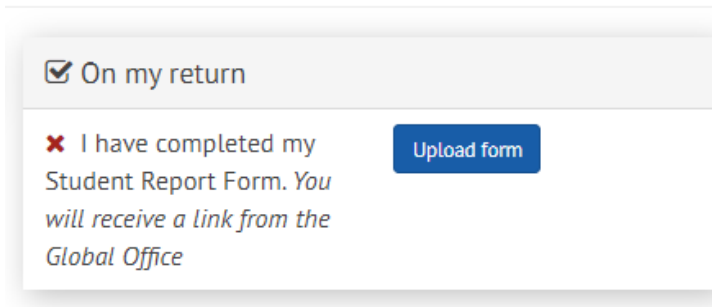 On my return
I have completed my
Student Report Form. You
will receive a link from the
Global Office
Upload form